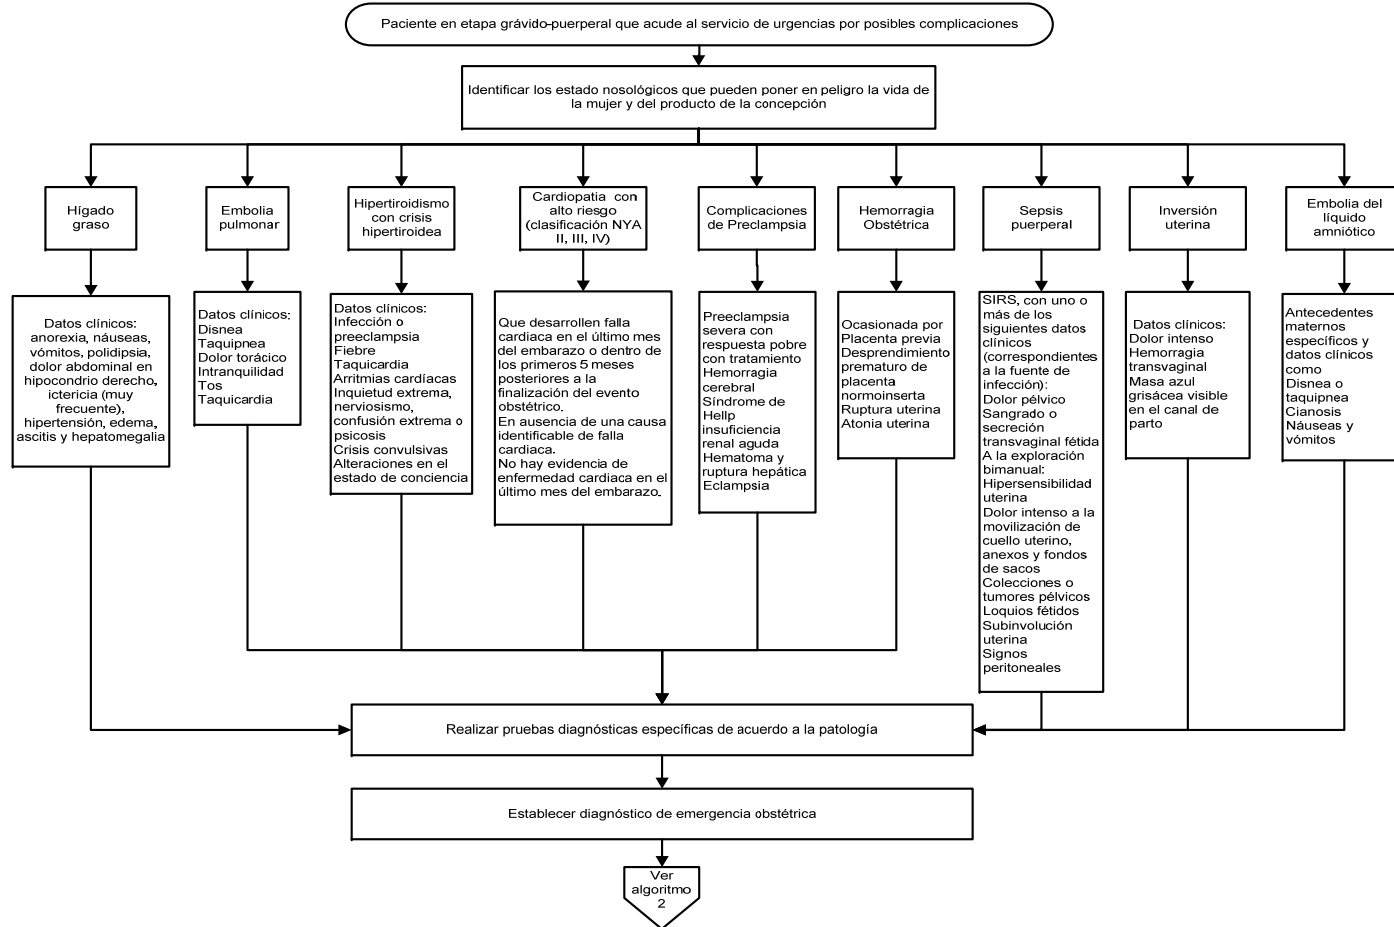 Paciente en etapa grávido-puerperal que acude al servicio de urgencias por posibles complicaciones
Identificar los estado nosológicos que pueden poner en peligro la vida de
la mujer y del producto de la concepción
Hígado
graso
Embolia
pulmonar
Hipertiroidismo
con crisis
hipertiroidea
Cardiopatia con
alto riesgo
(clasificación NYA
II, III, IV)
Complicaciones
de Preclampsia
Hemorragia
Obstétrica
Sepsis
puerperal
Inversión
uterina
Embolia del
líquido
amniótico
Datos clínicos:
anorexia, náuseas,
vómitos, polidipsia,
dolor abdominal en
hipocondrio derecho,
ictericia (muy
frecuente),
hipertensión, edema,
ascitis y hepatomegalia
Datos clínicos:
Disnea
Taquipnea
Dolor torácico
Intranquilidad
Tos
Taquicardia
Datos clínicos:
Infección o
preeclampsia
Fiebre
Taquicardia
Arritmias cardíacas
Inquietud extrema,
nerviosismo,
confusión extrema o
psicosis
Crisis convulsivas
Alteraciones en el
estado de conciencia
Que desarrollen falla
cardiaca en el último mes
del embarazo o dentro de
los primeros 5 meses
posteriores a la
finalización del evento
obstétrico.
En ausencia de una causa
identificable de falla
cardiaca.
No hay evidencia de
enfermedad cardiaca en el
último mes del embarazo.
Preeclampsia
severa con
respuesta pobre
con tratamiento
Hemorragia
cerebral
Síndrome de
Hellp
insuficiencia
renal aguda
Hematoma y
ruptura hepática
Eclampsia
Ocasionada por
Placenta previa
Desprendimiento
prematuro de
placenta
normoinserta
Ruptura uterina
Atonia uterina
SIRS, con uno o
más de los
siguientes datos
clínicos
(correspondientes
a la fuente de
infección):
Dolor pélvico
Sangrado o
secreción
transvaginal fétida
A la exploración
bimanual:
Hipersensibilidad
uterina
Dolor intenso a la
movilización de
cuello uterino,
anexos y fondos
de sacos
Colecciones o
tumores pélvicos
Loquios fétidos
Subinvolución
uterina
Signos
peritoneales
Datos clínicos:
Dolor intenso
Hemorragia
transvaginal
Masa azul
grisácea visible
en el canal de
parto
Antecedentes
maternos
específicos y
datos clínicos
como
Disnea o
taquipnea
Cianosis
Náuseas y
vómitos
Realizar pruebas diagnósticas específicas de acuerdo a la patología
Establecer diagnóstico de emergencia obstétrica
Ver
algoritmo
2